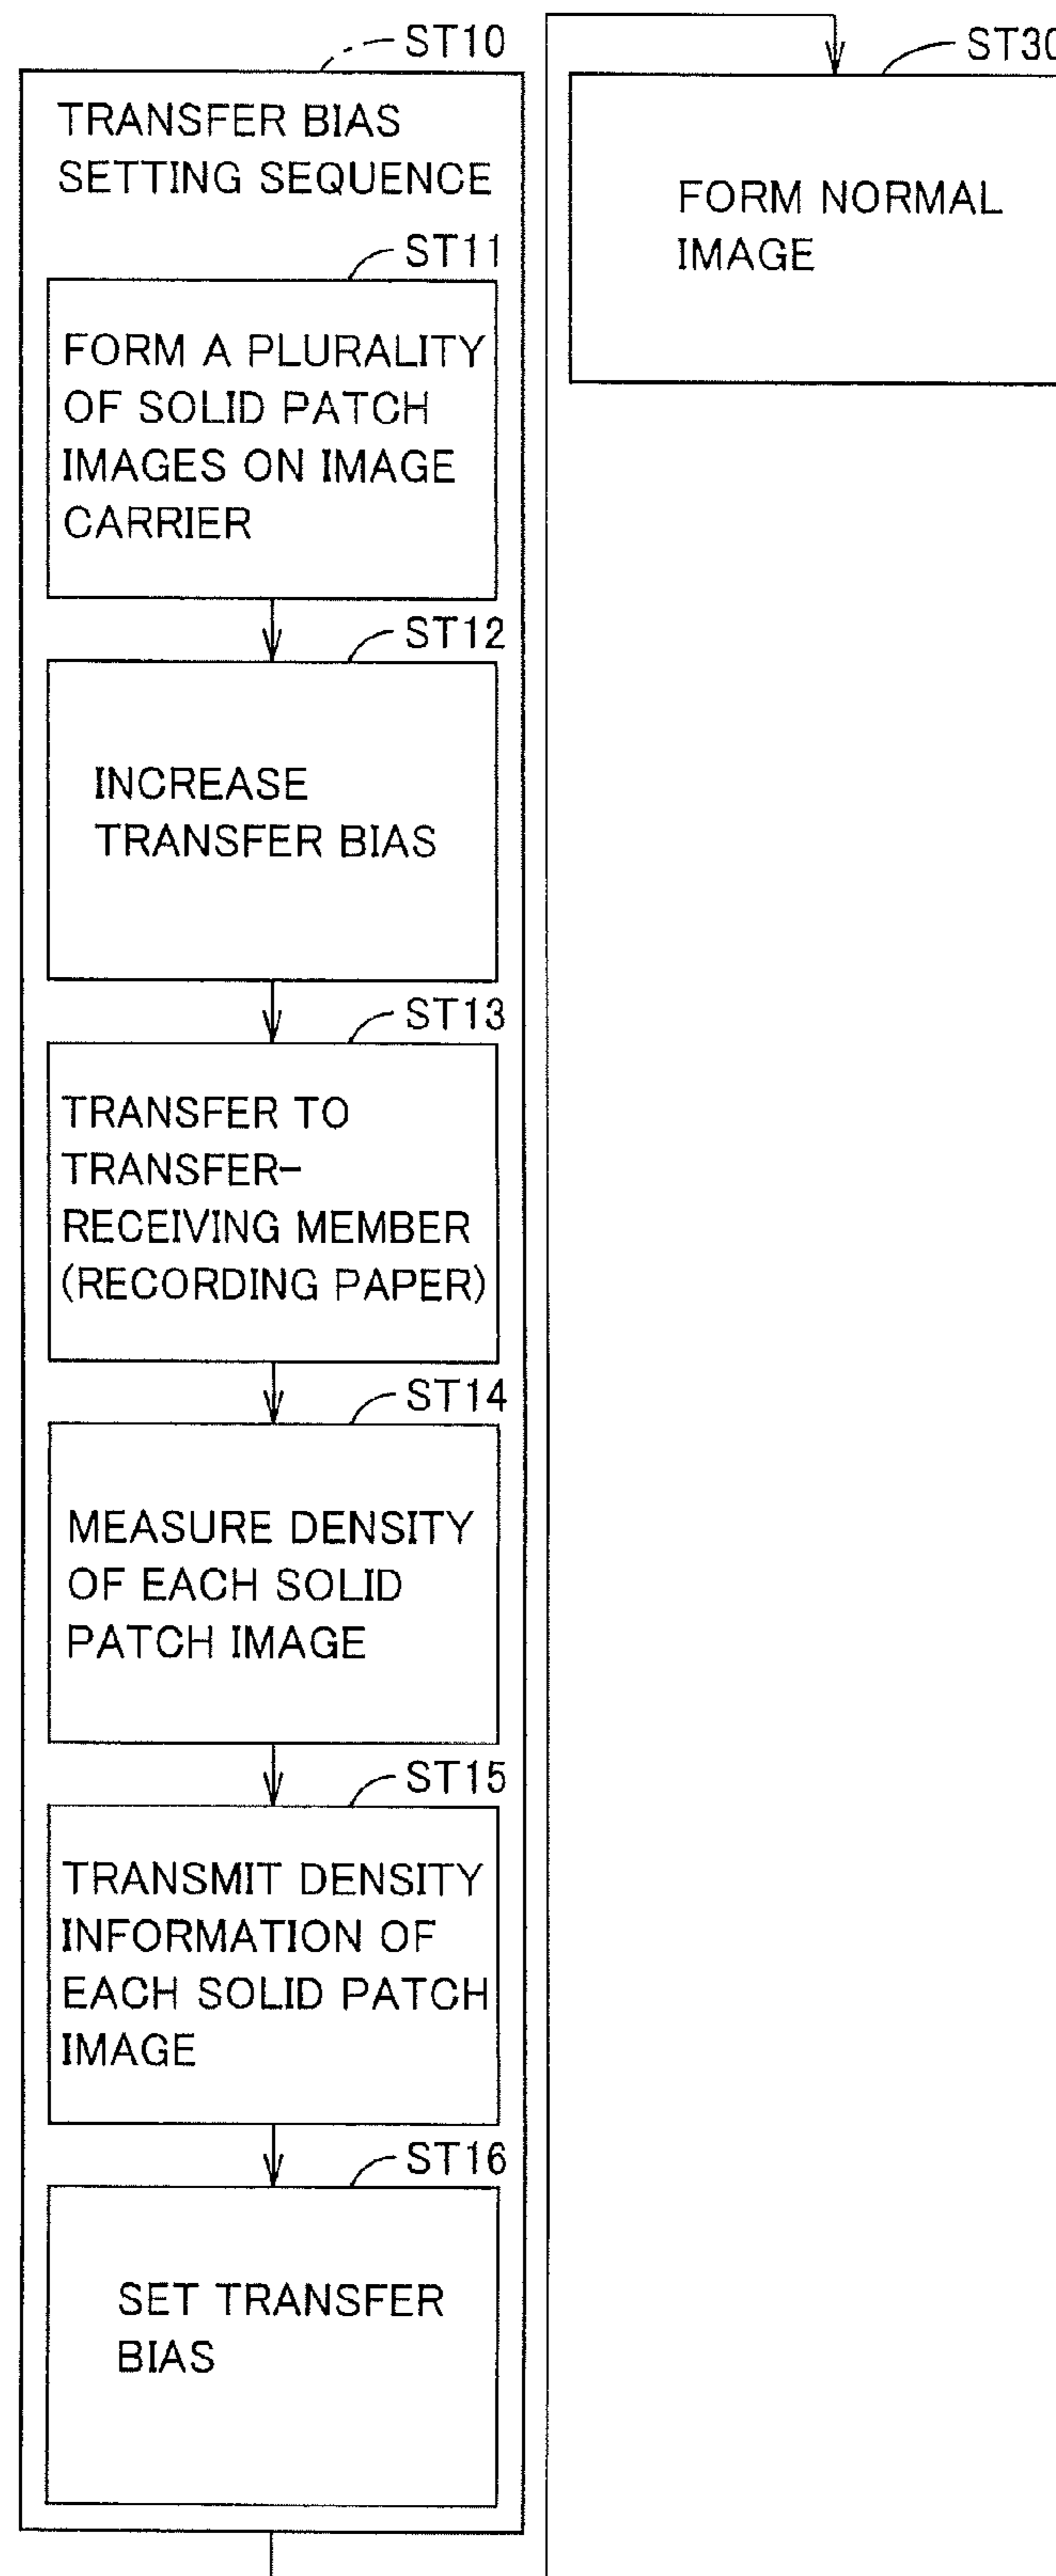 ST10
TRANSFER BIAS
SETTING SEQUENCE
ST11
FORM A PLURALITY
OF SOLID PATCH
IMAGES ON IMAGE
CARRIER
ST12
INCREASE
TRANSFER BIAS
ST13
TRANSFER TO
TRANSFER-
RECEIVING MEMBER
(RECORDING PAPER)
ST14
MEASURE DENSITY
OF EACH SOLID
PATCH IMAGE
ST15
TRANSMIT DENSITY
INFORMATION OF
EACH SOLID PATCH
IMAGE
ST16
SET TRANSFER
BIAS
ST30
FORM NORMAL
IMAGE